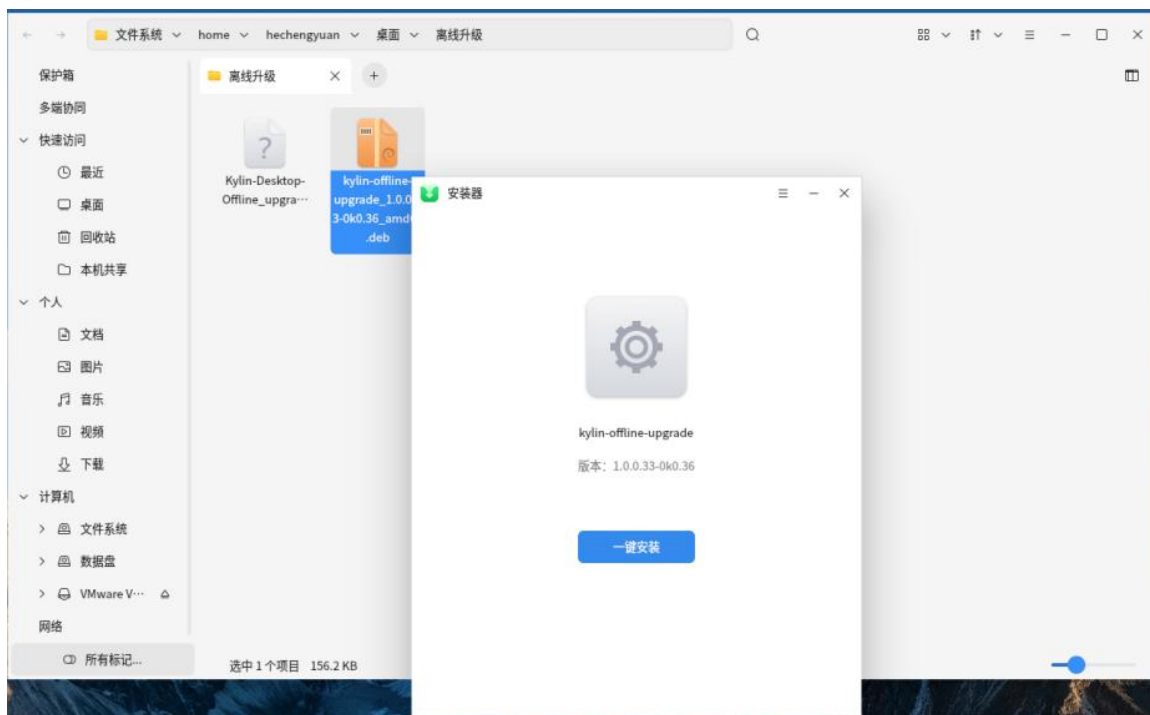 文件系统 home hechengyuan 桌面 离线升级
保护箱
离线升级
多端协同
快速访问
最近
桌面
回收站
本机共享
个人
文档
图片
音乐
视频
下载
计算机
文件系统
数据盘
VMware V···
网络
所有标记...
?
Kylin-Desktop-
Offline_upgra···
kylin-offline-
upgrade_1.0.0
3-0k0.36_amd
.deb
选中 1 个项目 156.2 KB
安装器
kylin-offline-upgrade
版本：1.0.0.33-0k0.36
一键安装